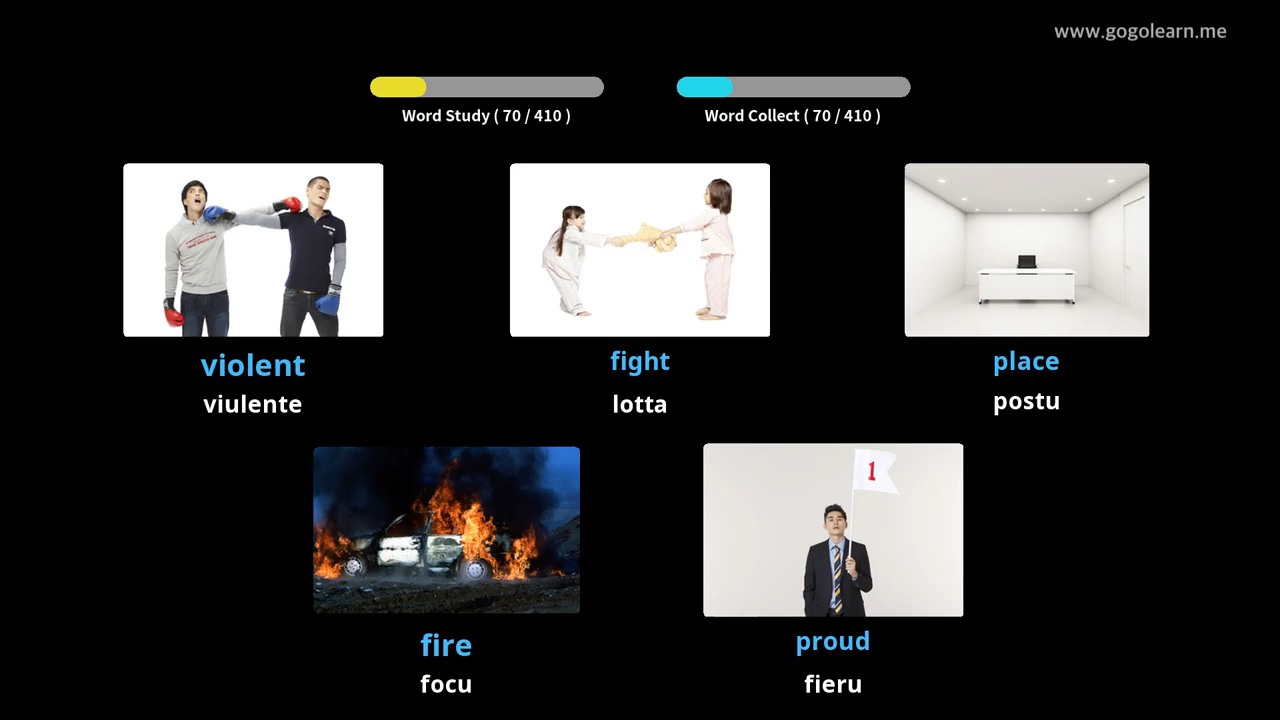 www.gogolearn.me
Word Study ( 70 / 410 )
Word Collect ( 70 / 410 )
violent
viulente
fight
lotta
place
postu
1
fire
focu
proud
fieru